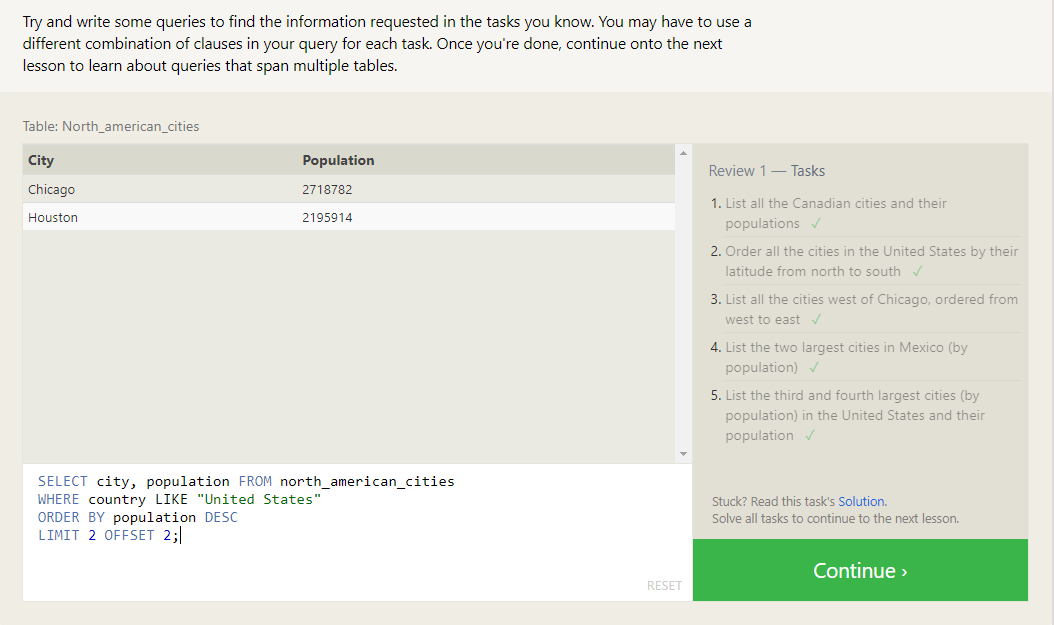 Try and write some queries to find the information requested in the tasks you know. You may have to use a
different combination of clauses in your query for each task. Once you're done, continue onto the next
lesson to learn about queries that span multiple tables.
Table: North_american_cities
City Population
Chicago 2718782
Houston 2195914
SELECT city, population FROM north_american_cities
WHERE country LIKE "United States"
ORDER BY population DESC
LIMIT 2 OFFSET 2;
RESET
Review 1 — Tasks
1. List all the Canadian cities and their
populations ✓
2. Order all the cities in the United States by their
latitude from north to south ✓
3. List all the cities west of Chicago, ordered from
west to east ✓
4. List the two largest cities in Mexico (by
population) ✓
5. List the third and fourth largest cities (by
population) in the United States and their
population ✓
Stuck? Read this task's Solution.
Solve all tasks to continue to the next lesson.
Continue ›